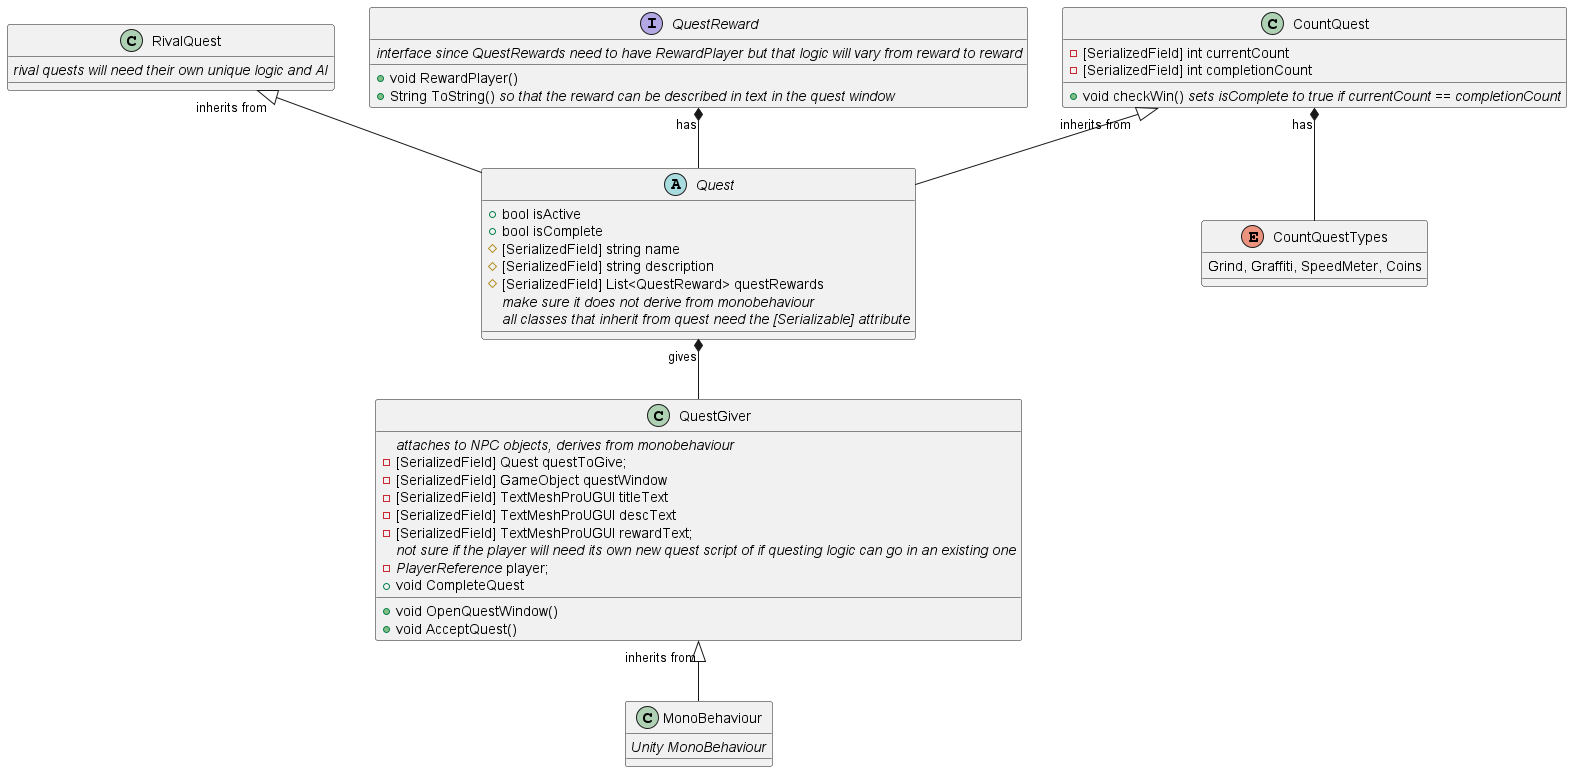 C RivalQuest
rival quests will need their own unique logic and AI
inherits from
I QuestReward
interface since QuestRewards need to have RewardPlayer but that logic will vary from reward to reward
void RewardPlayer()
String ToString() so that the reward can be described in text in the quest window
has
C CountQuest
[SerializedField] int currentCount
[SerializedField] int completionCount
void checkWin() sets isComplete to true if currentCount == completionCount
inherits from
has
A Quest
bool isActive
bool isComplete
[SerializedField] string name
[SerializedField] string description
[SerializedField] List<QuestReward> questRewards
make sure it does not derive from monobehaviour
all classes that inherit from quest need the [Serializable] attribute
gives
E CountQuestTypes
Grind, Graffiti, SpeedMeter, Coins
C QuestGiver
attaches to NPC objects, derives from monobehaviour
[SerializedField] Quest questToGive;
[SerializedField] GameObject questWindow
[SerializedField] TextMeshProUGUI titleText
[SerializedField] TextMeshProUGUI descText
[SerializedField] TextMeshProUGUI rewardText;
not sure if the player will need its own new quest script of if questing logic can go in an existing one
PlayerReference player;
void CompleteQuest
void OpenQuestWindow()
void AcceptQuest()
inherits from
C MonoBehaviour
Unity MonoBehaviour